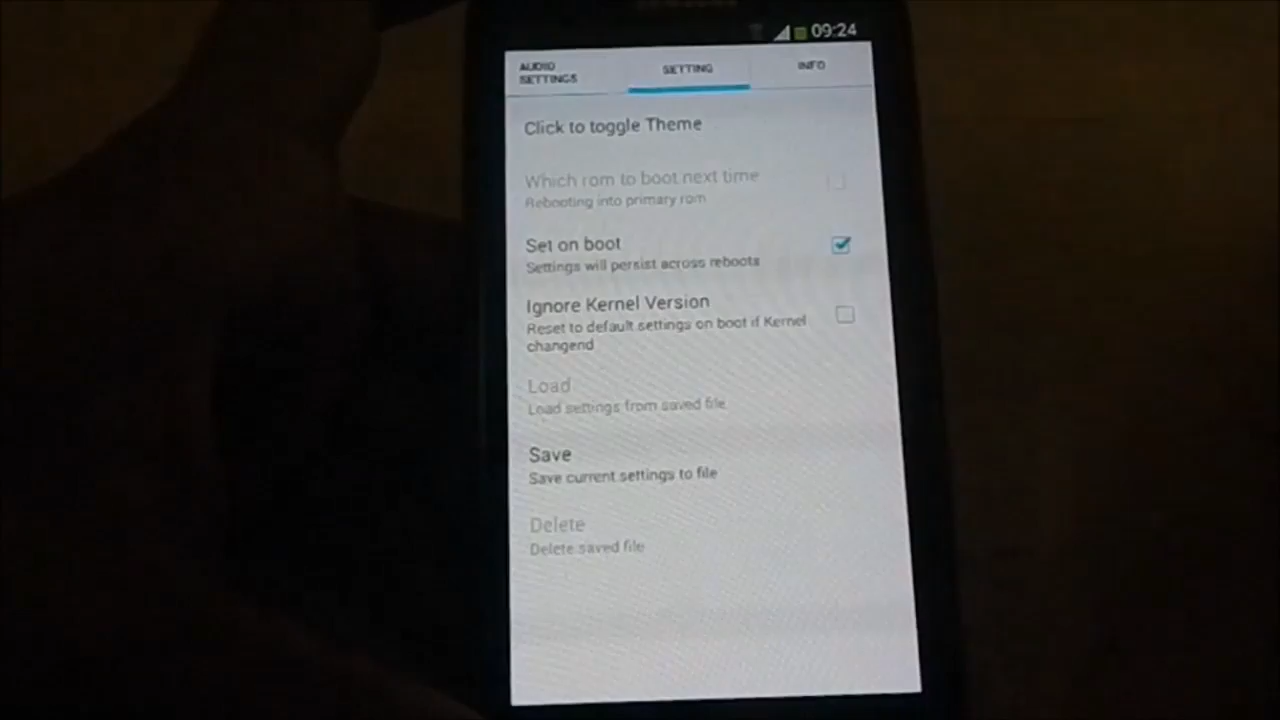 09:24
AUDIO
SETTINGS
SETTING
INFO
Click to toggle Theme
Which rom to boot next time
Rebooting into primary rom
Set on boot
Settings will persist across reboots
Ignore Kernel Version
Reset to default settings on boot if Kernel
changend
Load
Load settings from saved file
Save
Save current settings to file
Delete
Delete saved file